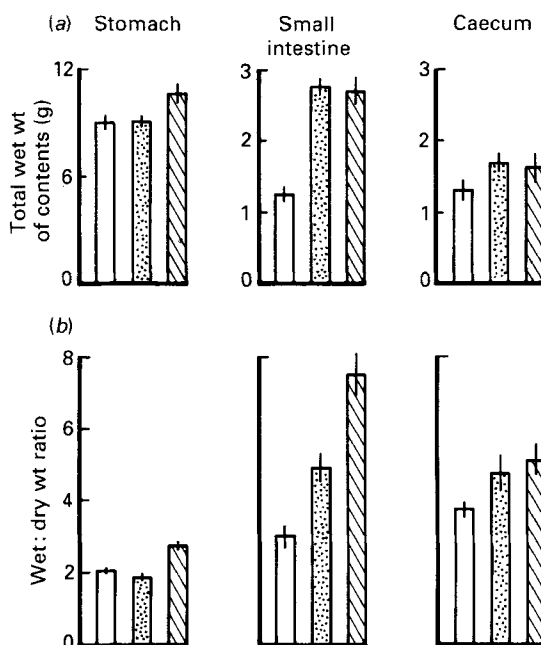 (a) Stomach
Small
intestine
Caecum
Total wet wt
of contents (g)
12
6
0
3
2
1
0
3
2
1
0
(b)
Wet: dry wt ratio
8
6
4
2
0